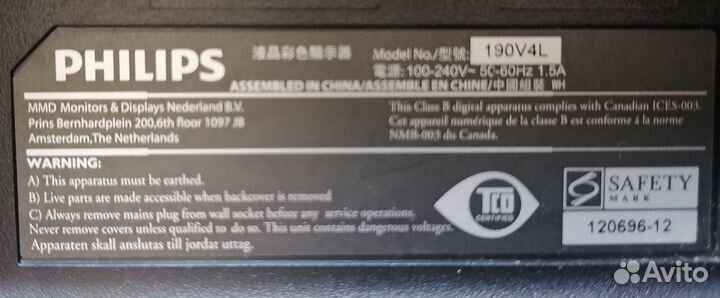 PHILIPS
液晶彩色顯示器
Model No./型號: 190V4L
電源: 100-240V~ 50-60Hz 1.5A
ASSEMBLED IN CHINA/ASSEMBLE EN CHINE/中國組裝 WH
MMD Monitors & Displays Nederland B.V.
Prins Bernhardplein 200,6th floor 1097 JB
Amsterdam,The Netherlands
This Class B digital apparatus complies with Canadian ICES-003.
Cet appareil numérique de la classe B est conforme á la norme
NMB-003 du Canada.
WARNING:
A) This apparatus must be earthed.
B) Live parts are made accessible when backcover is removed
C) Always remove mains plug from wall socket before any service operations.
Never remove covers unless qualified to do so. This unit contains dangerous voltages.
Apparaten skall anslutas till jordat uttag.
TCO
CERTIFIED
SAFETY
MARK
120696-12
Avito